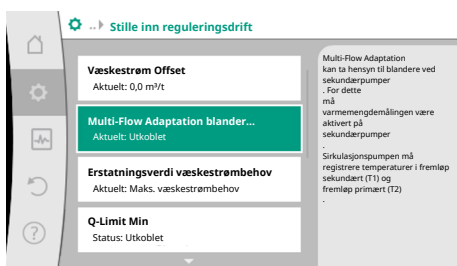 ..› Stille inn reguleringsdrift
Væskestrøm Offset
Aktuelt: 0,0 m³/t
Multi-Flow Adaptation blander...
Aktuelt: Utkoblet
Erstatningsverdi væskestrømbehov
Aktuelt: Maks. væskestrømbehov
Q-Limit Min
Status: Utkoblet
Multi-Flow Adaptation
kan ta hensyn til blandere ved
sekundærpumper
. For dette
må
varmemengdemålingen være
aktivert på
sekundærpumper
.
Sirkulasjonspumpen må
registrere temperaturer i fremløp
sekundært (T1) og
fremløp primært (T2)
.
?